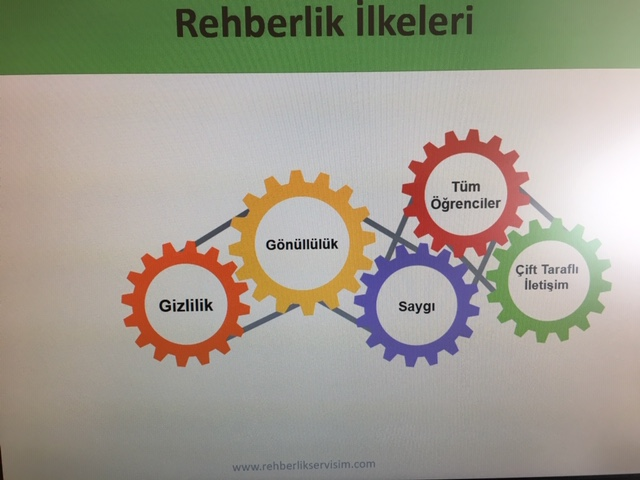 Rehberlik İlkeleri
Tüm
Öğrenciler
Gönüllülük
Çift Taraflı
İletişim
Gizlilik
Saygı
www.rehberlikservisim.com